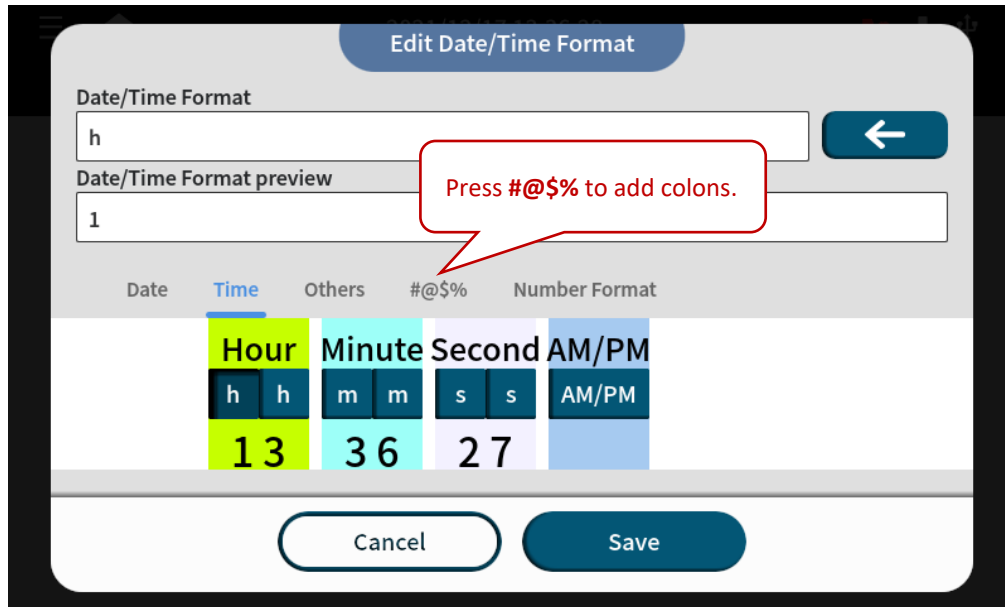 Edit Date/Time Format
Date/Time Format
h
Date/Time Format preview
1
Press #@$% to add colons.
Date Time Others #@$% Number Format
Hour Minute Second AM/PM
h h m m s s AM/PM
1 3 3 6 2 7
Cancel Save